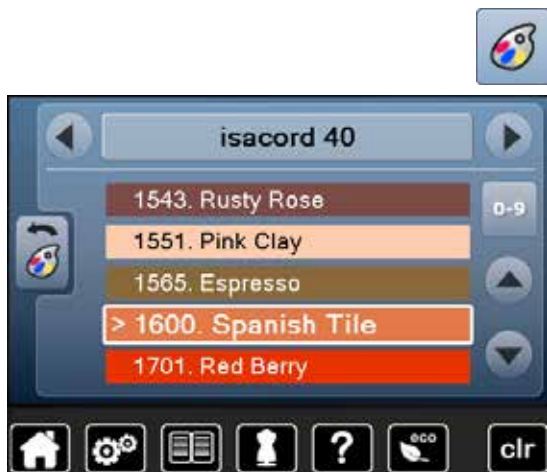 isacord 40
1543. Rusty Rose
0-9
1551. Pink Clay
1565. Espresso
> 1600. Spanish Tile
1701. Red Berry
?
eco
clr